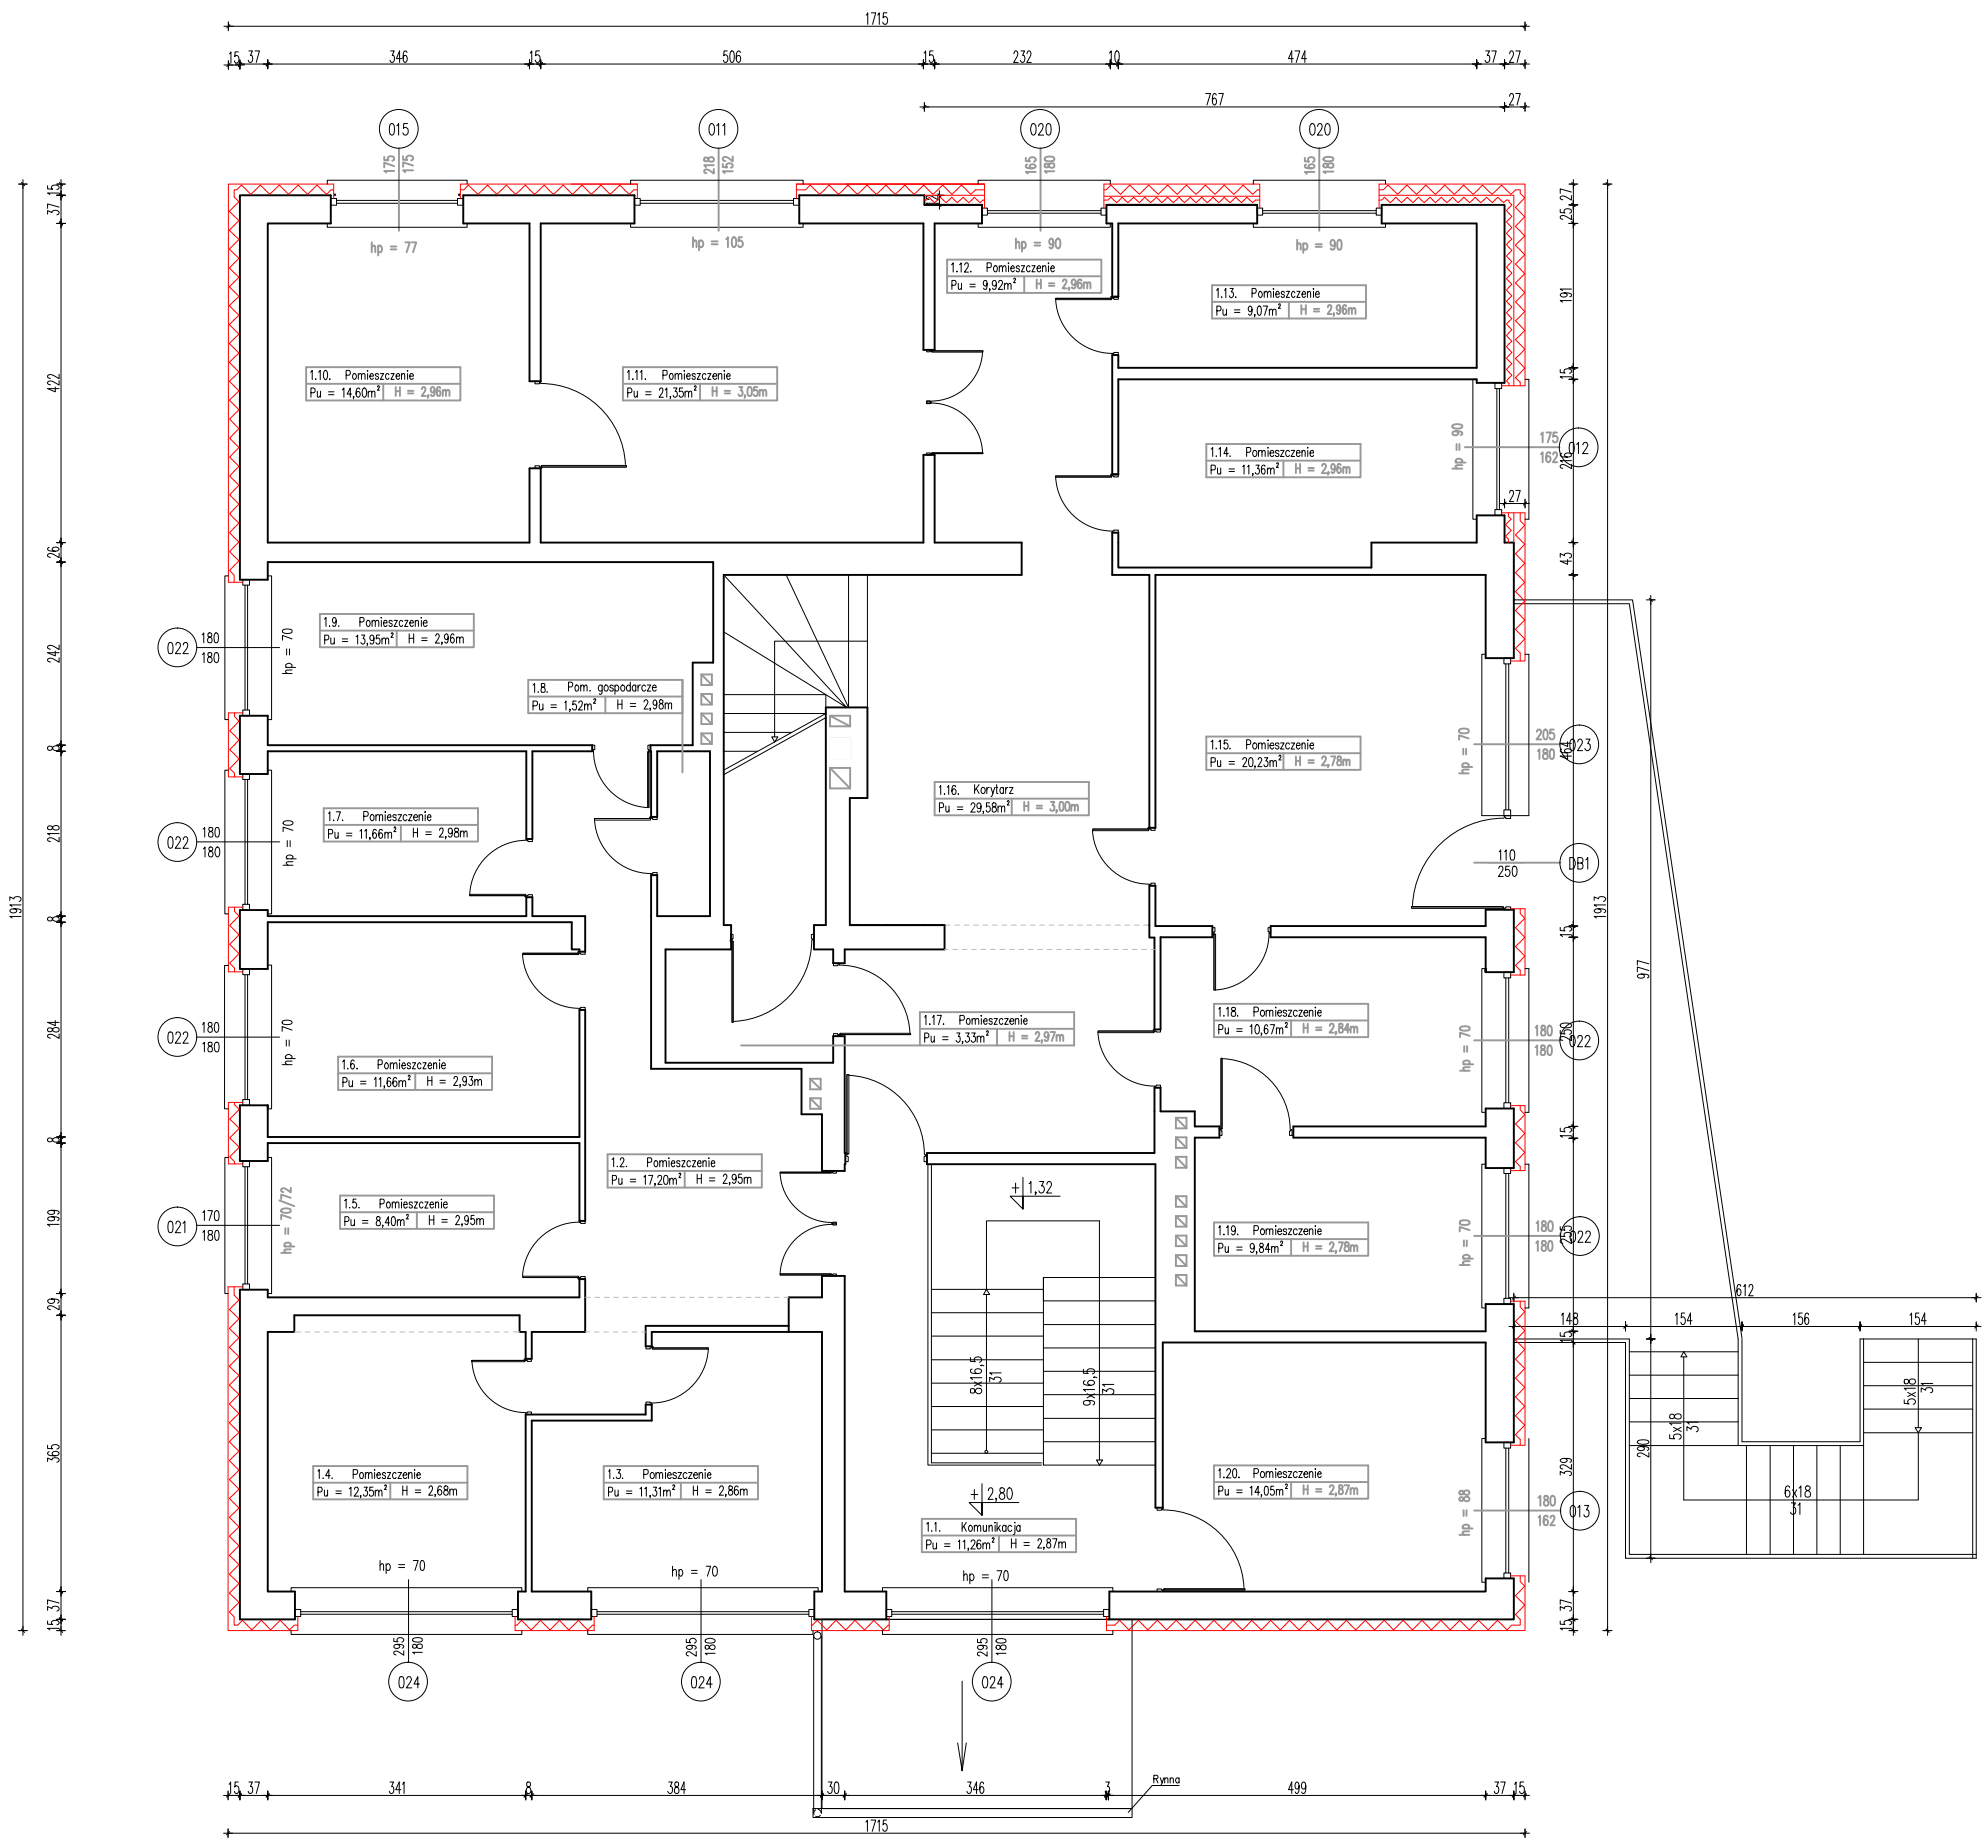 1715
15 37 346 15 506 15 232 10 474 37 27
767 27
015
011
020
020
175
175
218
152
165
180
165
180
hp = 77
hp = 105
hp = 90
hp = 90
1.12. Pomieszczenie
Pu = 9,92m² H = 2,96m
1.13. Pomieszczenie
Pu = 9,07m² H = 2,96m
1.10. Pomieszczenie
Pu = 14,60m² H = 2,96m
1.11. Pomieszczenie
Pu = 21,35m² H = 3,05m
1.14. Pomieszczenie
Pu = 11,36m² H = 2,96m
hp = 90
175
162
012
27
1.9. Pomieszczenie
Pu = 13,95m² H = 2,96m
022
180
180
hp = 70
1.8. Pom. gospodarcze
Pu = 1,52m² H = 2,98m
1.15. Pomieszczenie
Pu = 20,23m² H = 2,78m
hp = 70
205
180
023
1.16. Korytarz
Pu = 29,58m² H = 3,00m
1.7. Pomieszczenie
Pu = 11,66m² H = 2,98m
022
180
180
hp = 70
110
250
DB1
1.17. Pomieszczenie
Pu = 3,33m² H = 2,97m
1.18. Pomieszczenie
Pu = 10,67m² H = 2,84m
hp = 70
180
180
022
022
180
180
hp = 70
1.6. Pomieszczenie
Pu = 11,66m² H = 2,93m
1.2. Pomieszczenie
Pu = 17,20m² H = 2,95m
1.5. Pomieszczenie
Pu = 8,40m² H = 2,95m
021
170
180
hp = 70/72
+ 1,32
1.19. Pomieszczenie
Pu = 9,84m² H = 2,78m
hp = 70
180
180
022
8x16,5
31
9x16,5
31
1.4. Pomieszczenie
Pu = 12,35m² H = 2,68m
1.3. Pomieszczenie
Pu = 11,31m² H = 2,86m
1.20. Pomieszczenie
Pu = 14,05m² H = 2,87m
hp = 88
180
162
013
+ 2,80
1.1. Komunikacja
Pu = 11,26m² H = 2,87m
hp = 70
hp = 70
hp = 70
295
180
295
180
295
180
024
024
024
612
148 154 156 154
5x18
31
6x18
31
5x18
31
977
290
1913
15 37 422 26 242 8 218 8 284 8 199 29 365 37 15
27 25 191 15 216 43 464 15 250 15 255 15 329 37 15
1913
Rynna
15 37 341 8 384 30 346 3 499 37 15
1715